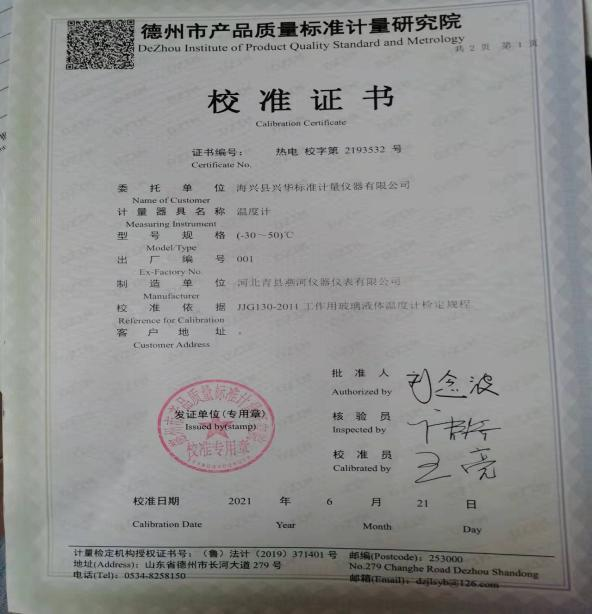 德州市产品质量标准计量研究院
DeZhou Institute of Product Quality Standard and Metrology
共 2 页 第 1 页
校准证书
Calibration Certificate
证书编号: 热电 校字第 2193532 号
Certificate No.
委托单位 海兴县兴华标准计量仪器有限公司
Name of Customer
计量器具名称 温度计
Measuring Instrument
型号规格 (-30～50)℃
Model/Type
出厂编号 001
Ex-Factory No.
制造单位 河北青县燕河仪器仪表有限公司
Manufacturer
校准依据 JJG130-2011 工作用玻璃液体温度计检定规程
Reference for Calibration
客户地址 .
Customer Address
批准人
Authorized by
发证单位(专用章)
Issued by(stamp)
校准专用章
核验员
Inspected by
校准员 王亮
Calibrated by
校准日期 2021 年 6 月 21 日
Calibration Date Year Month Day
计量检定机构授权证书号:（鲁）法计（2019）371401 号 邮编(Postcode): 253000
地址(Address): 山东省德州市长河大道 279 号 No.279 Changhe Road Dezhou Shandong
电话(Tel): 0534-8258150 邮箱(Email): dzjlsyb@126.com